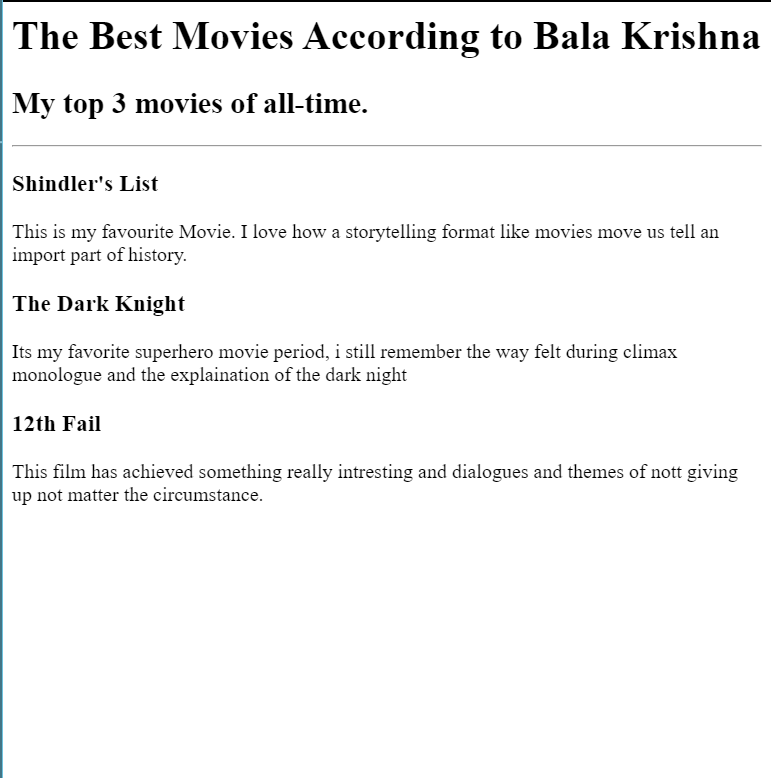 The Best Movies According to Bala Krishna
My top 3 movies of all-time.
Shindler's List
This is my favourite Movie. I love how a storytelling format like movies move us tell an
import part of history.
The Dark Knight
Its my favorite superhero movie period, i still remember the way felt during climax
monologue and the explaination of the dark night
12th Fail
This film has achieved something really intresting and dialogues and themes of nott giving
up not matter the circumstance.